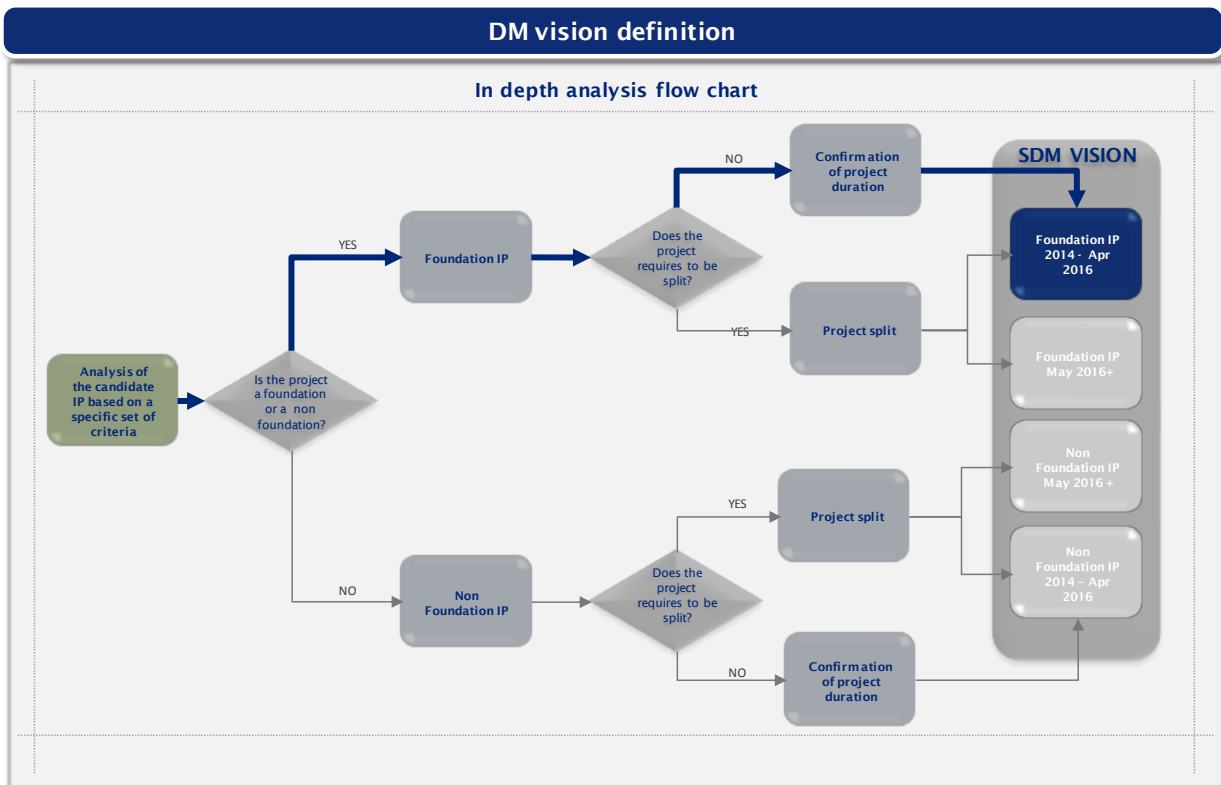 DM vision definition
In depth analysis flow chart
SDM VISION
NO
Confirmation
of project
duration
YES
Foundation IP
Does the
project
requires to be
split?
Foundation IP
2014 - Apr
2016
YES
Project split
Foundation IP
May 2016+
Analysis of
the candidate
IP based on a
specific set of
criteria
Is the project
a foundation
or a non
foundation?
Non
Foundation IP
May 2016 +
YES
Project split
NO
Non
Foundation IP
Does the
project
requires to be
split?
Non
Foundation IP
2014 – Apr
2016
NO
Confirmation
of project
duration